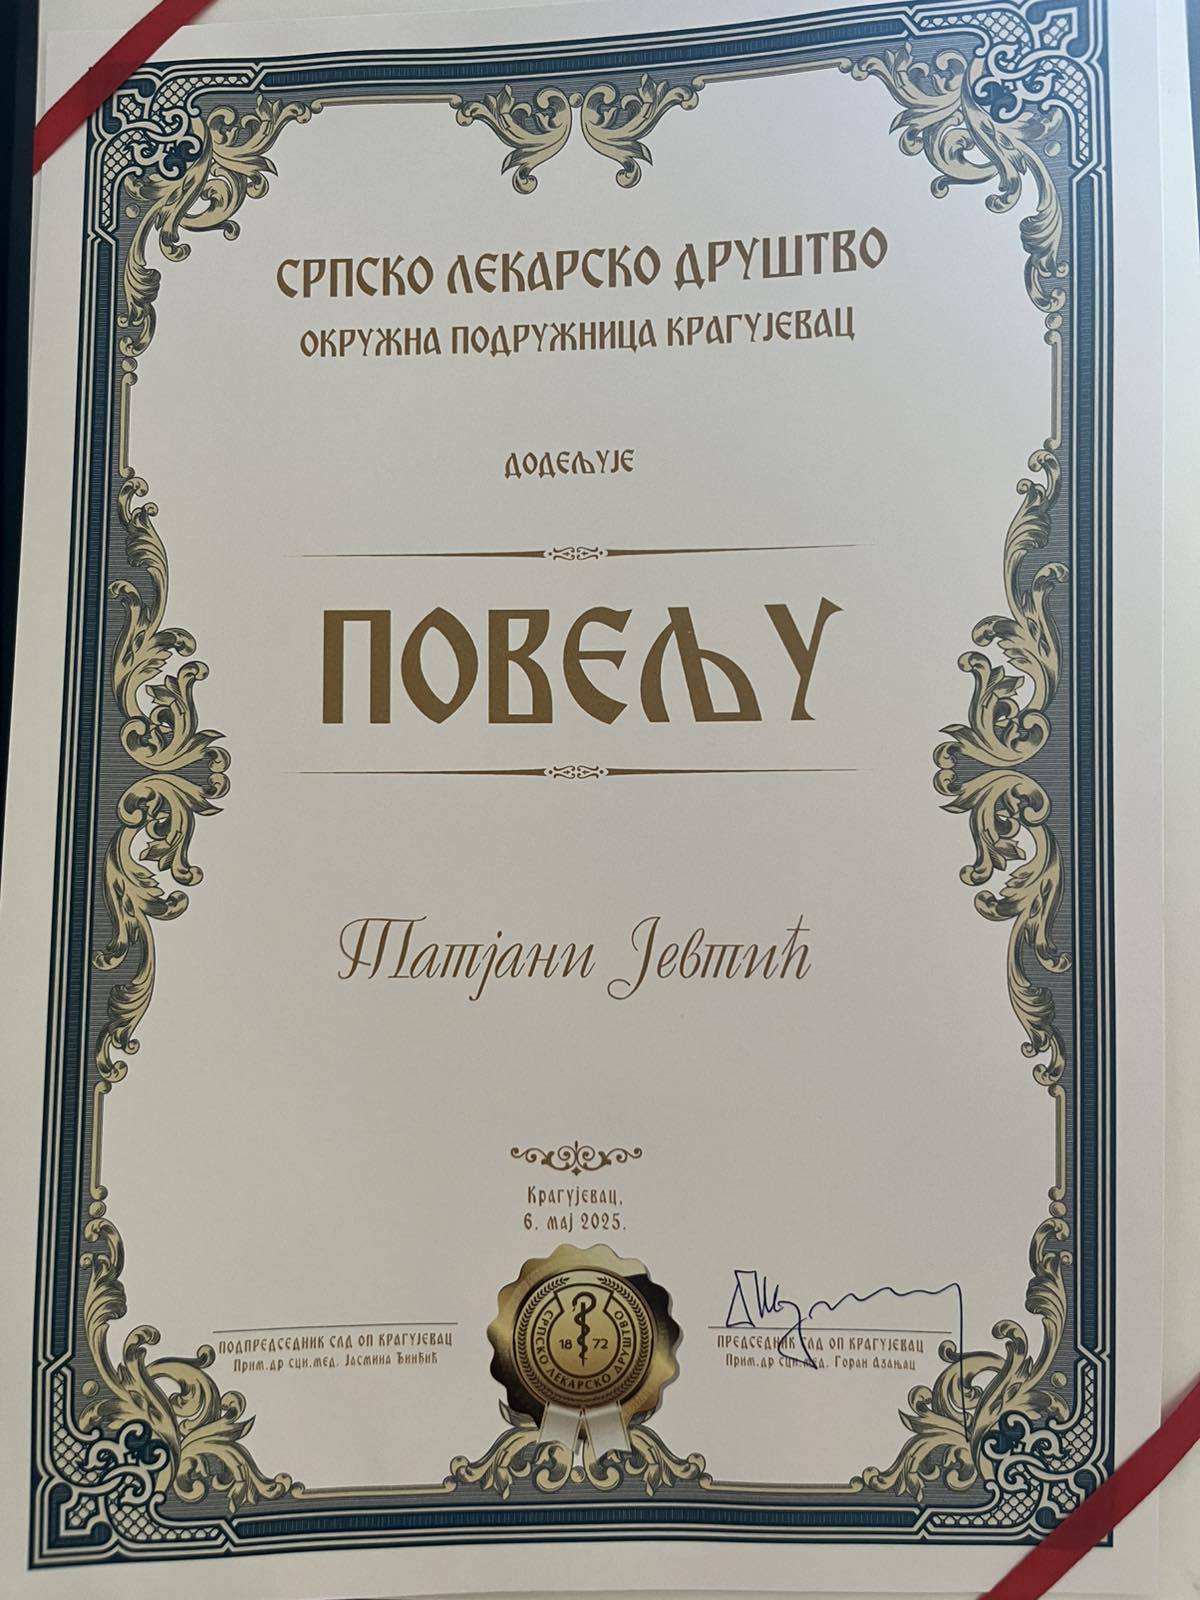 СРПСКО ЛЕКАРСКО ДРУШТВО
ОКРУЖНА ПОДРУЖНИЦА КРАГУЈЕВАЦ
ДОДЕЉУЈЕ
ПОВЕЉУ
Татјани Јевтић
Крагујевац,
6. мај 2025.
ПОДПРЕДСЕДНИК СЛД ОП КРАГУЈЕВАЦ
Прим.др сци.мед. Јасмина Ђинђић
СРПСКО ЛЕКАРСКО ДРУШТВО
18 72
ПРЕДСЕДНИК СЛД ОП КРАГУЈЕВАЦ
Прим.др сци.мед. Горан Азањац